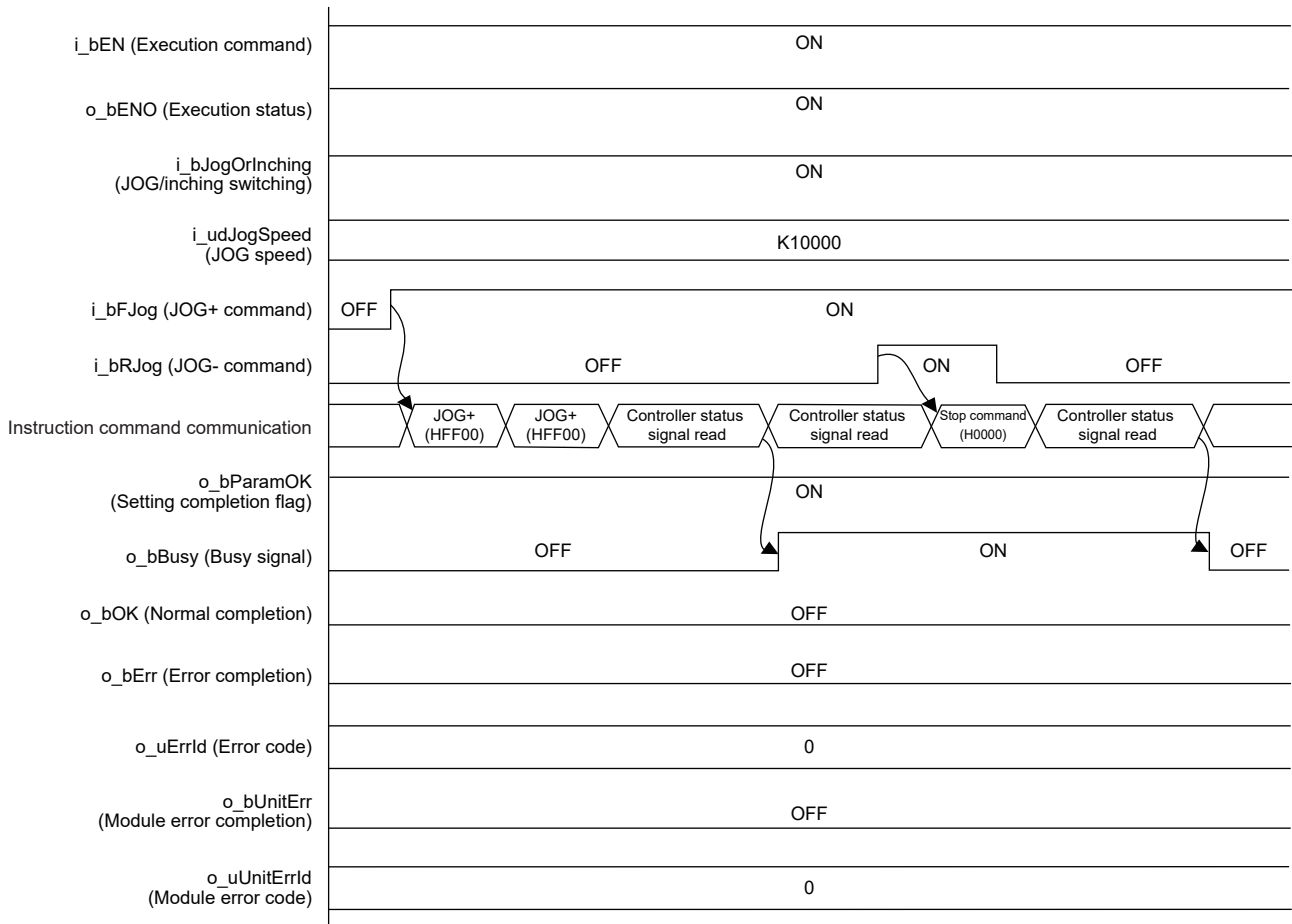 i_bEN (Execution command)
ON
o_bENO (Execution status)
ON
i_bJogOrInching
(JOG/inching switching)
ON
i_udJogSpeed
(JOG speed)
K10000
i_bFJog (JOG+ command)
OFF
ON
i_bRJog (JOG- command)
OFF
ON
OFF
Instruction command communication
JOG+
(HFF00)
JOG+
(HFF00)
Controller status
signal read
Controller status
signal read
Stop command
(H0000)
Controller status
signal read
o_bParamOK
(Setting completion flag)
ON
o_bBusy (Busy signal)
OFF
ON
OFF
o_bOK (Normal completion)
OFF
o_bErr (Error completion)
OFF
o_uErrId (Error code)
0
o_bUnitErr
(Module error completion)
OFF
o_uUnitErrId
(Module error code)
0